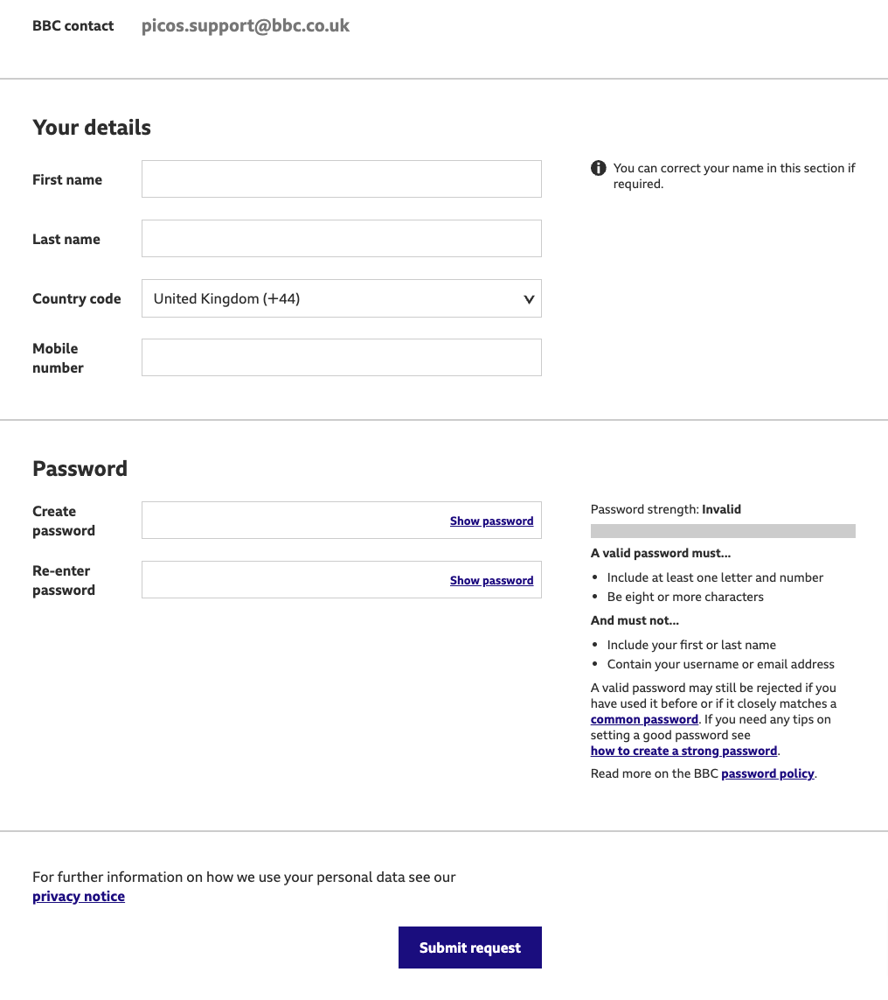 BBC contact picos.support@bbc.co.uk
Your details
First name
You can correct your name in this section if
required.
Last name
Country code United Kingdom (+44)
Mobile
number
Password
Create
password
Show password
Re-enter
password
Show password
Password strength: Invalid
A valid password must...
• Include at least one letter and number
• Be eight or more characters
And must not...
• Include your first or last name
• Contain your username or email address
A valid password may still be rejected if you
have used it before or if it closely matches a
common password. If you need any tips on
setting a good password see
how to create a strong password.
Read more on the BBC password policy.
For further information on how we use your personal data see our
privacy notice
Submit request